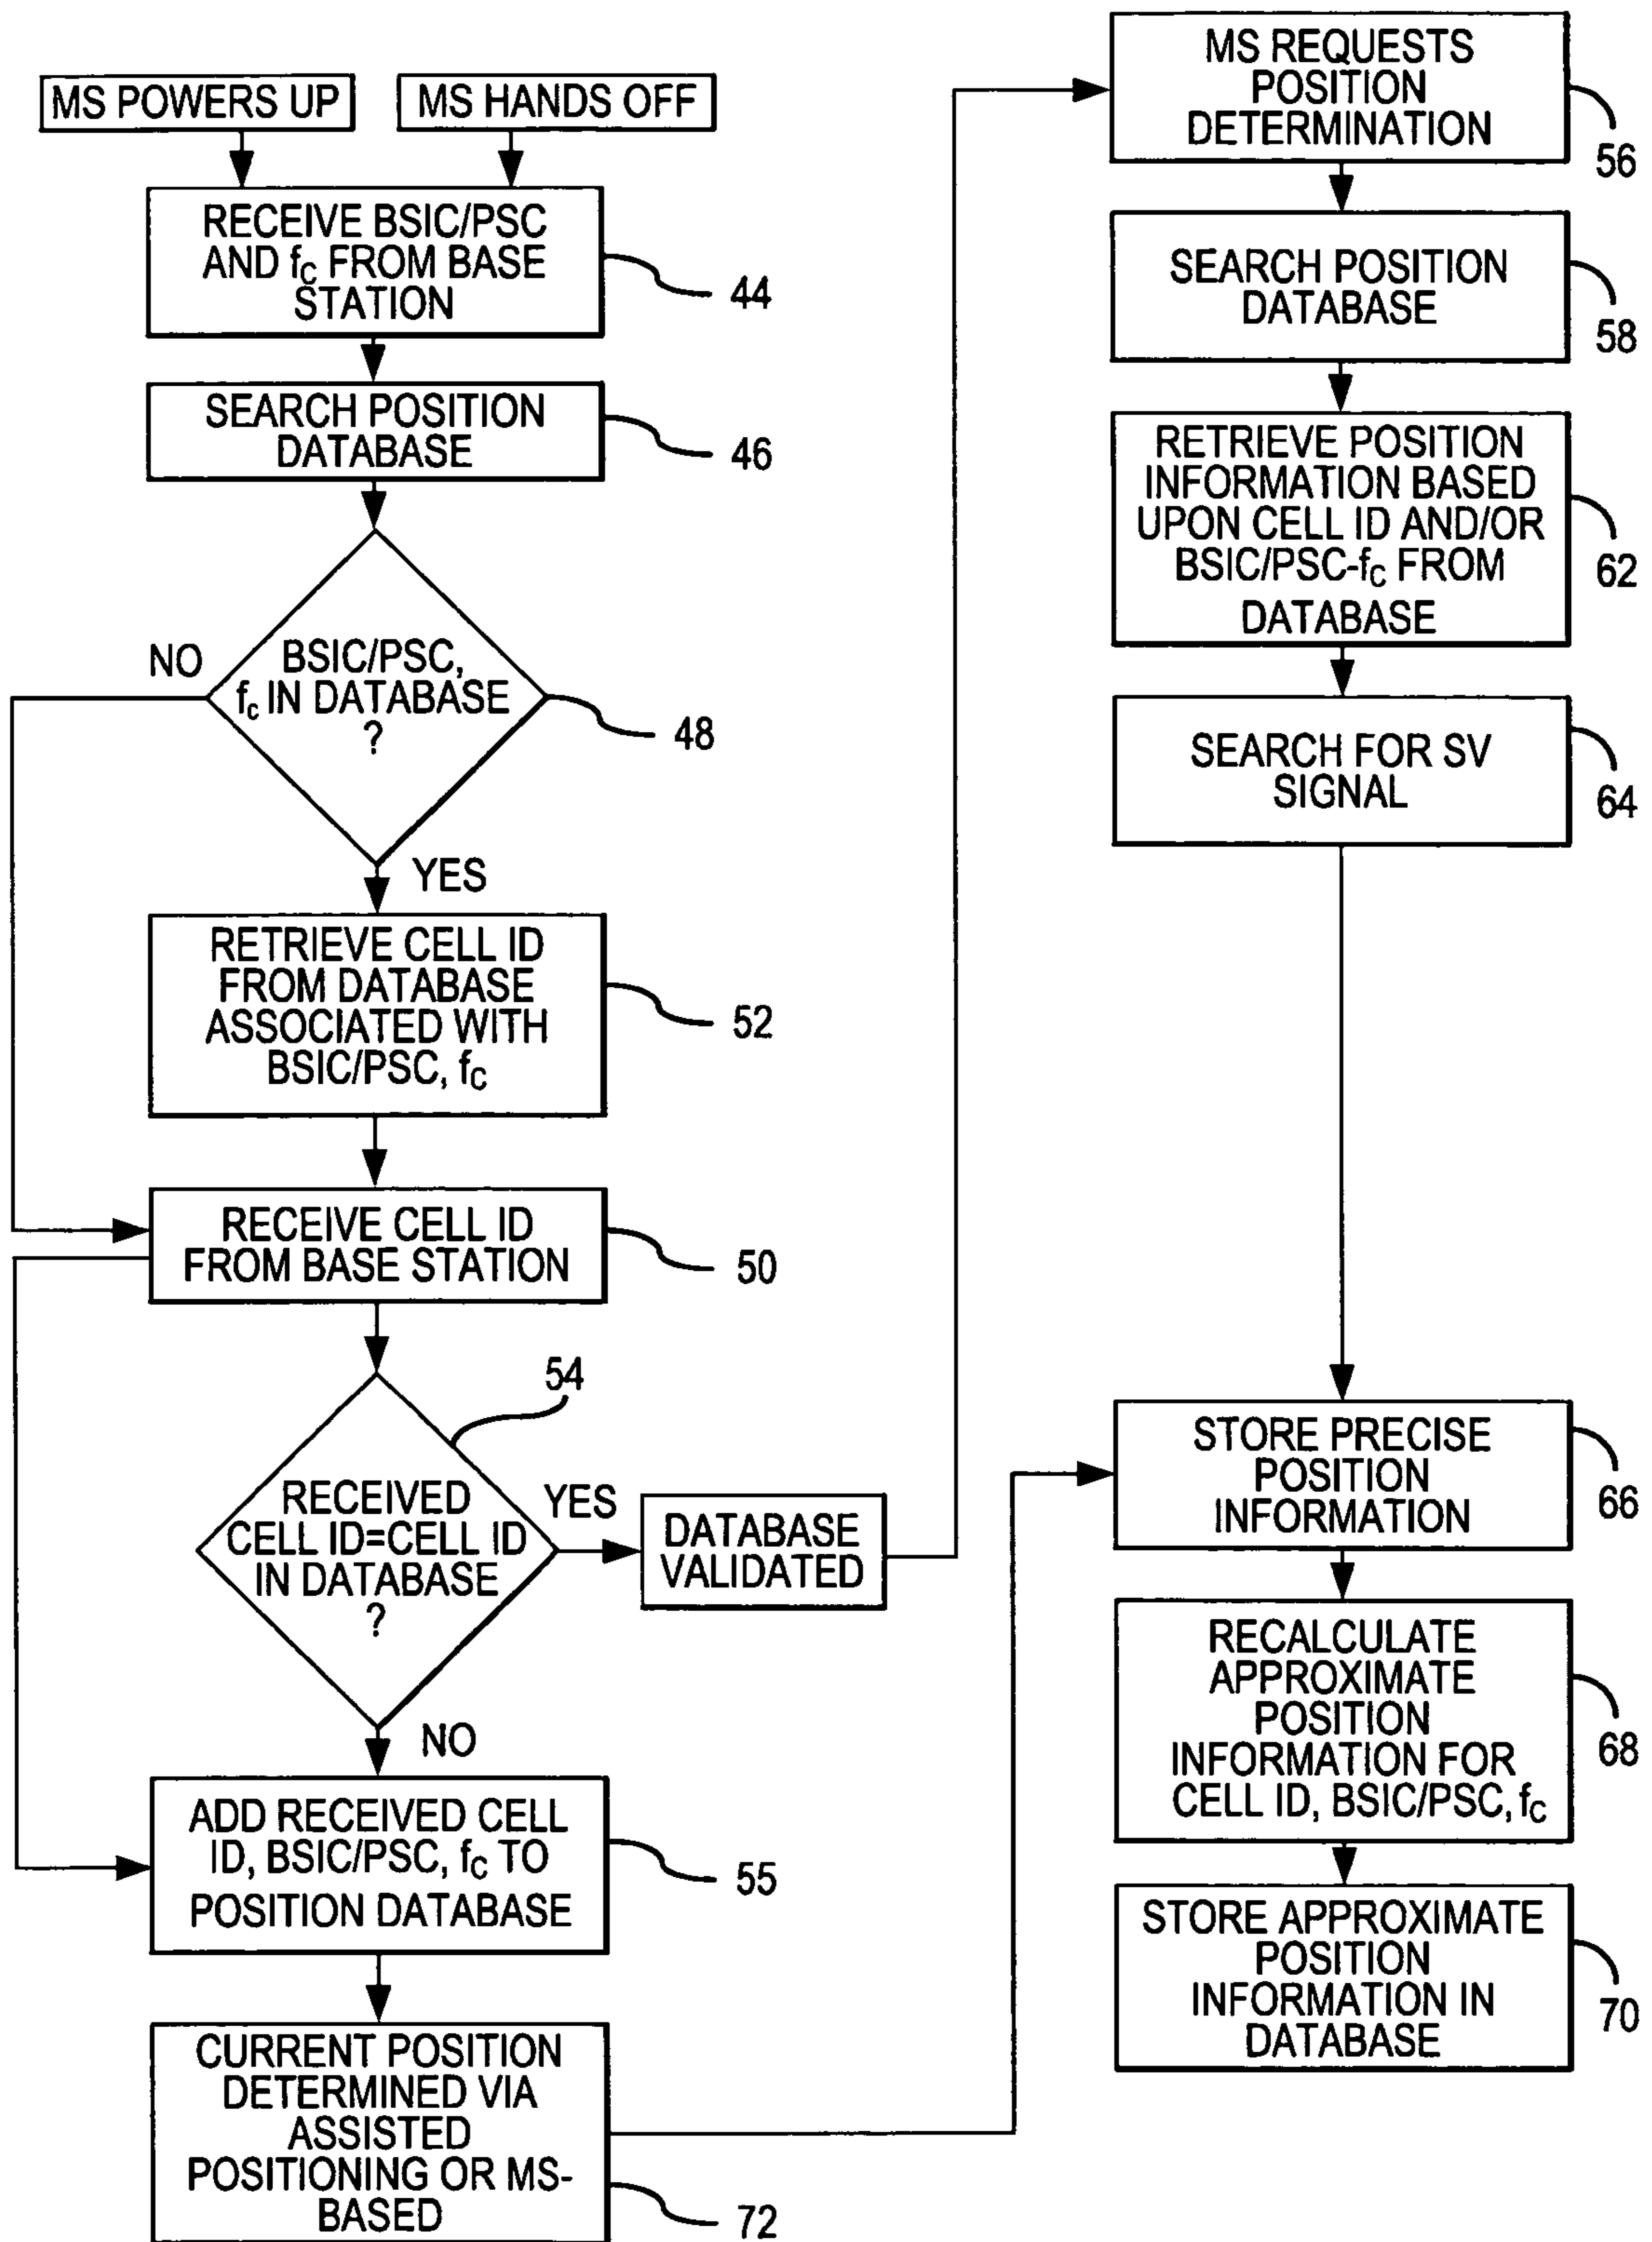 MS POWERS UP
MS HANDS OFF
RECEIVE BSIC/PSC
AND fC FROM BASE
STATION
44
SEARCH POSITION
DATABASE
46
BSIC/PSC,
fc IN DATABASE
?
48
NO
YES
RETRIEVE CELL ID
FROM DATABASE
ASSOCIATED WITH
BSIC/PSC, fC
52
RECEIVE CELL ID
FROM BASE STATION
50
54
RECEIVED
CELL ID=CELL ID
IN DATABASE
?
YES
DATABASE
VALIDATED
NO
ADD RECEIVED CELL
ID, BSIC/PSC, fC TO
POSITION DATABASE
55
CURRENT POSITION
DETERMINED VIA
ASSISTED
POSITIONING OR MS-
BASED
72
MS REQUESTS
POSITION
DETERMINATION
56
SEARCH POSITION
DATABASE
58
RETRIEVE POSITION
INFORMATION BASED
UPON CELL ID AND/OR
BSIC/PSC-fC FROM
DATABASE
62
SEARCH FOR SV
SIGNAL
64
STORE PRECISE
POSITION
INFORMATION
66
RECALCULATE
APPROXIMATE
POSITION
INFORMATION FOR
CELL ID, BSIC/PSC, fC
68
STORE APPROXIMATE
POSITION
INFORMATION IN
DATABASE
70